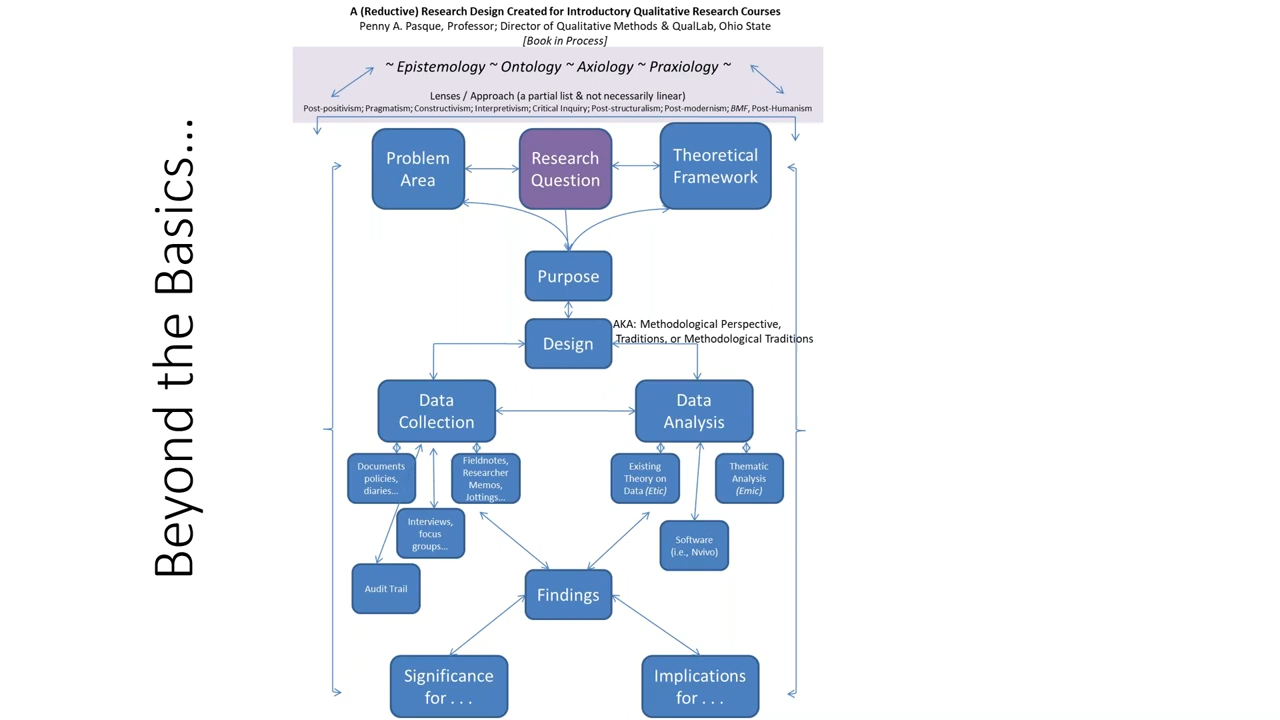 A (Reductive) Research Design Created for Introductory Qualitative Research Courses
Penny A. Pasque, Professor; Director of Qualitative Methods & QualLab, Ohio State
[Book in Process]
~ Epistemology ~ Ontology ~ Axiology ~ Praxiology ~
Lenses / Approach (a partial list & not necessarily linear)
Post-positivism; Pragmatism; Constructivism; Interpretivism; Critical Inquiry; Post-structuralism; Post-modernism; BMF, Post-Humanism
Beyond the Basics...
Problem
Area
Research
Question
Theoretical
Framework
Purpose
Design
AKA: Methodological Perspective,
Traditions, or Methodological Traditions
Data
Collection
Data
Analysis
Documents
policies,
diaries...
Fieldnotes,
Researcher
Memos,
Jottings...
Existing
Theory on
Data (Etic)
Thematic
Analysis
(Emic)
Interviews,
focus
groups...
Software
(i.e., Nvivo)
Audit Trail
Findings
Significance
for . . .
Implications
for . . .